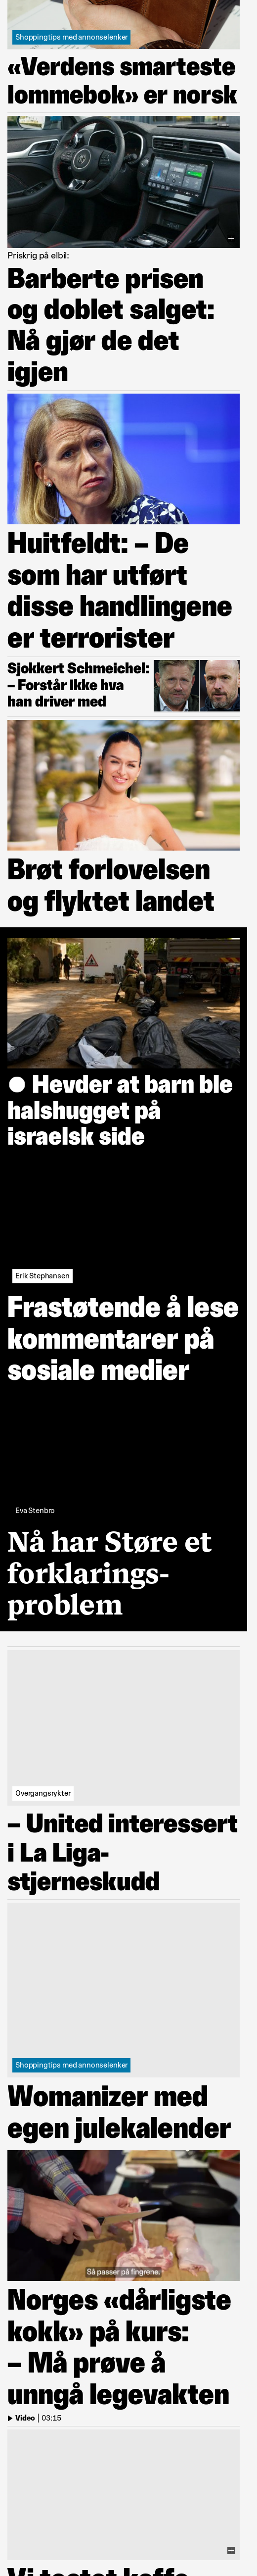 Shoppingtips med annonselenker
«Verdens smarteste
lommebok» er norsk
Priskrig på elbil:
Barberte prisen
og doblet salget:
Nå gjør de det
igjen
Huitfeldt: – De
som har utført
disse handlingene
er terrorister
Sjokkert Schmeichel:
– Forstår ikke hva
han driver med
Brøt forlovelsen
og flyktet landet
Hevder at barn ble
halshugget på
israelsk side
Erik Stephansen
Frastøtende å lese
kommentarer på
sosiale medier
Eva Stenbro
Nå har Støre et
forklarings-
problem
Overgangsrykter
– United interessert
i La Liga-
stjerneskudd
Shoppingtips med annonselenker
Womanizer med
egen julekalender
Så passer på fingrene.
Norges «dårligste
kokk» på kurs:
– Må prøve å
unngå legevakten
Video | 03:15